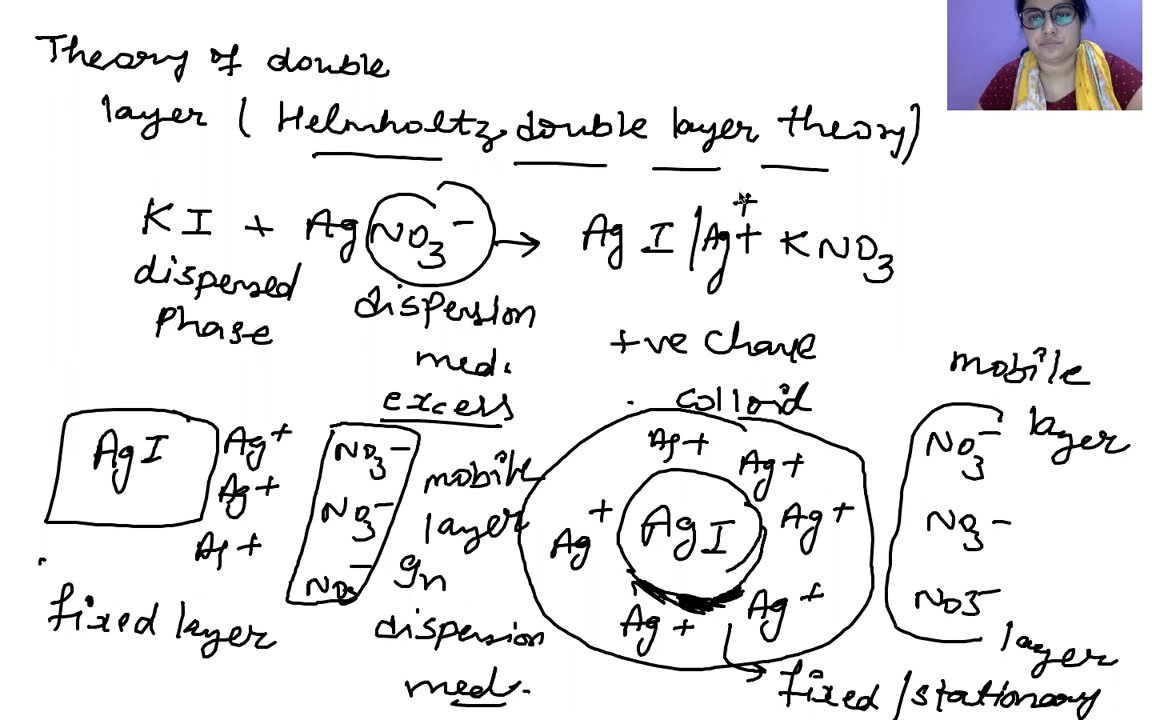 Theory of double
layer ( Helmholtz double layer theory)
KI + AgNO3- → AgI/Ag+ + KNO3
dispersed
phase
dispersion
med.
excess
+ve charge
colloid
mobile
layer
AgI
Ag+
Ag+
Ag+
fixed layer
NO3-
NO3-
NO3-
mobile
layer
In
dispersion
med.
AgI
Ag+
Ag+
Ag+
Ag+
Ag+
Ag+
fixed/stationary
layer
NO3-
NO3-
NO3-